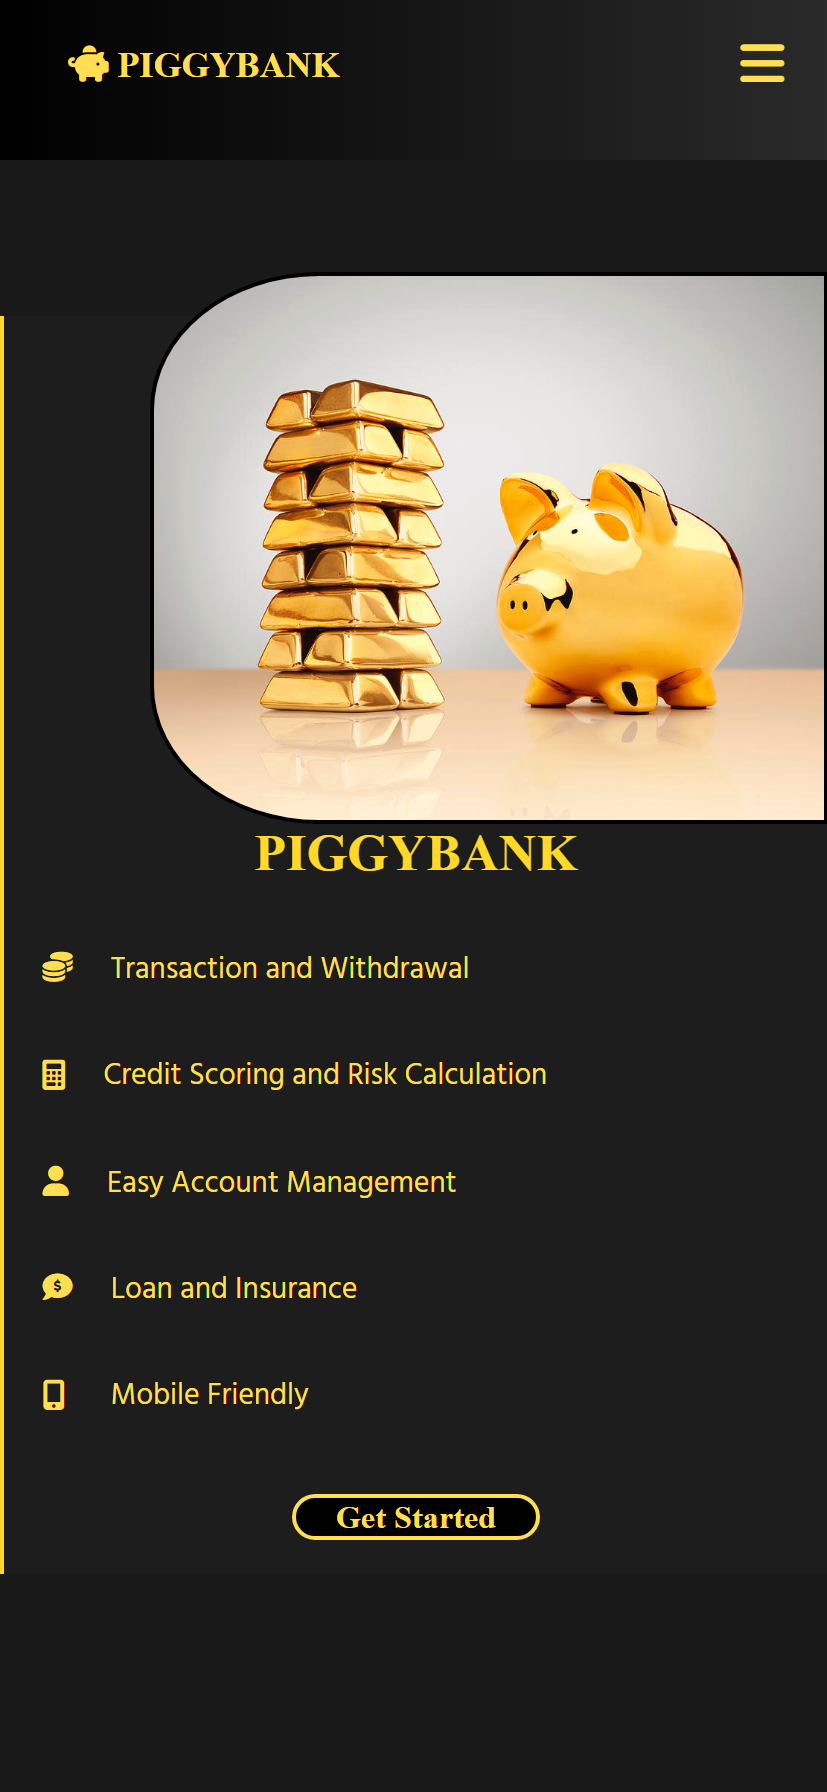 PIGGYBANK
PIGGYBANK
Transaction and Withdrawal
Credit Scoring and Risk Calculation
Easy Account Management
Loan and Insurance
Mobile Friendly
Get Started